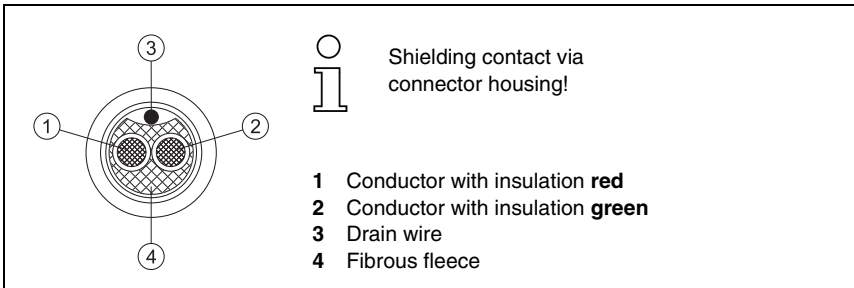 3
1
2
4
Shielding contact via
connector housing!
1 Conductor with insulation red
2 Conductor with insulation green
3 Drain wire
4 Fibrous fleece